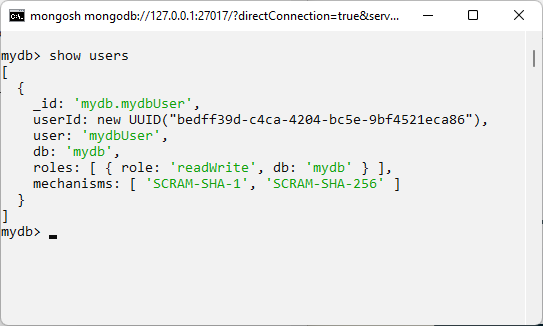 mongosh mongodb://127.0.0.1:27017/?directConnection=true&serv...
mydb> show users
[
  {
    _id: 'mydb.mydbUser',
    userId: new UUID("bedff39d-c4ca-4204-bc5e-9bf4521eca86"),
    user: 'mydbUser',
    db: 'mydb',
    roles: [ { role: 'readWrite', db: 'mydb' } ],
    mechanisms: [ 'SCRAM-SHA-1', 'SCRAM-SHA-256' ]
  }
]
mydb>